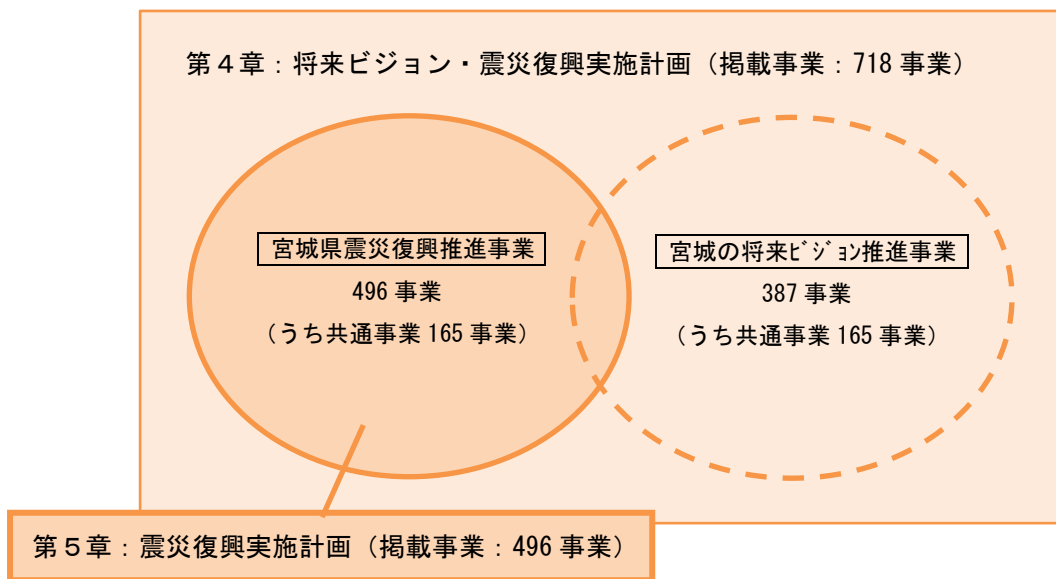 第４章：将来ビジョン・震災復興実施計画（掲載事業：718 事業）
宮城県震災復興推進事業
496 事業
（うち共通事業 165 事業）
宮城の将来ﾋﾞｼﾞｮﾝ推進事業
387 事業
（うち共通事業 165 事業）
第５章：震災復興実施計画（掲載事業：496 事業）